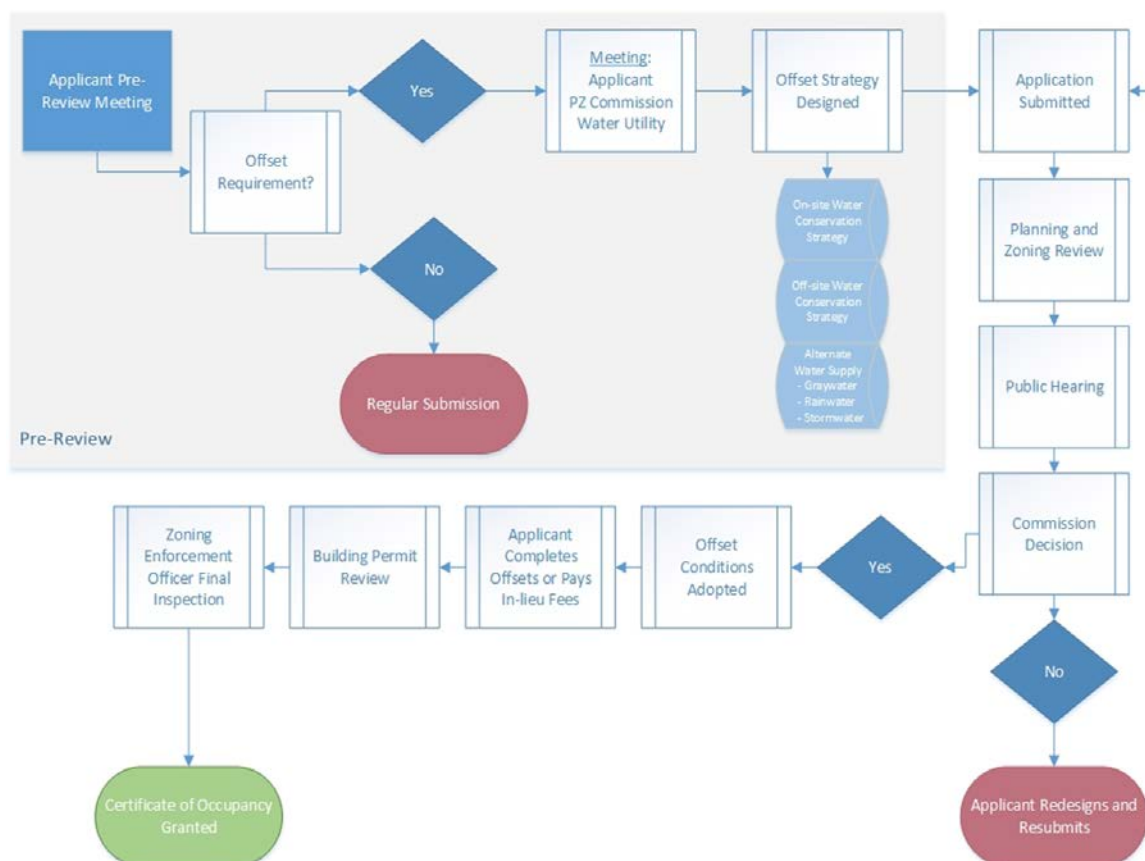 Applicant Pre-
Review Meeting
Offset
Requirement?
Yes
No
Regular Submission
Meeting:
Applicant
PZ Commission
Water Utility
Offset Strategy
Designed
On-site Water
Conservation
Strategy
Off-site Water
Conservation
Strategy
Alternate
Water Supply
- Graywater
- Rainwater
- Stormwater
Pre-Review
Application
Submitted
Planning and
Zoning Review
Public Hearing
Commission
Decision
Yes
Offset
Conditions
Adopted
Applicant
Completes
Offsets or Pays
In-lieu Fees
Building Permit
Review
Zoning
Enforcement
Officer Final
Inspection
Certificate of Occupancy
Granted
No
Applicant Redesigns and
Resubmits